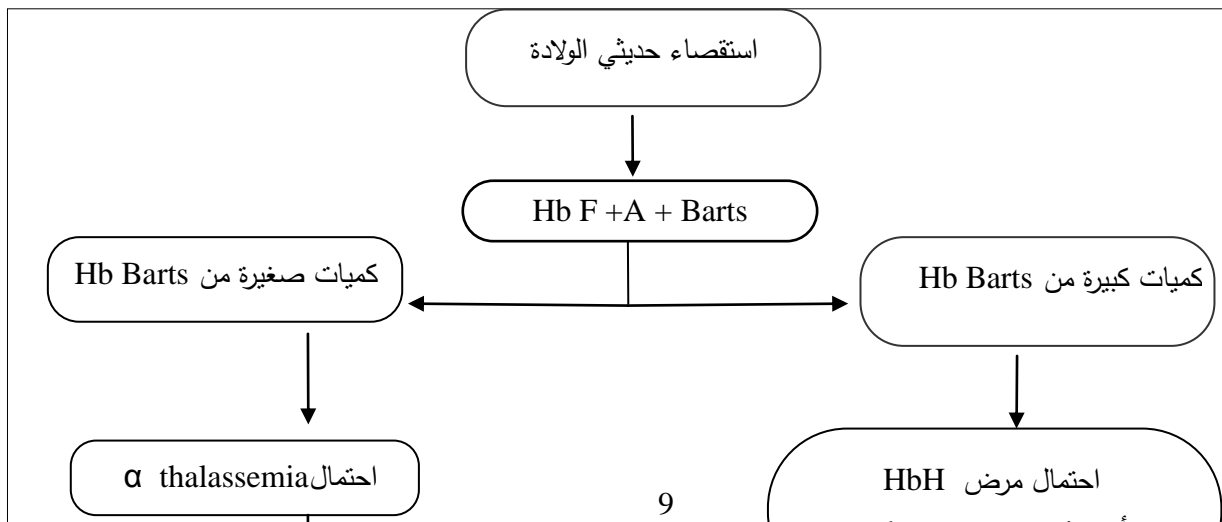 استقصاء حديثي الولادة
Hb F +A + Barts
كميات كبيرة من Hb Barts
كميات صغيرة من Hb Barts
احتمال مرض HbH
احتمال α thalassemia
9